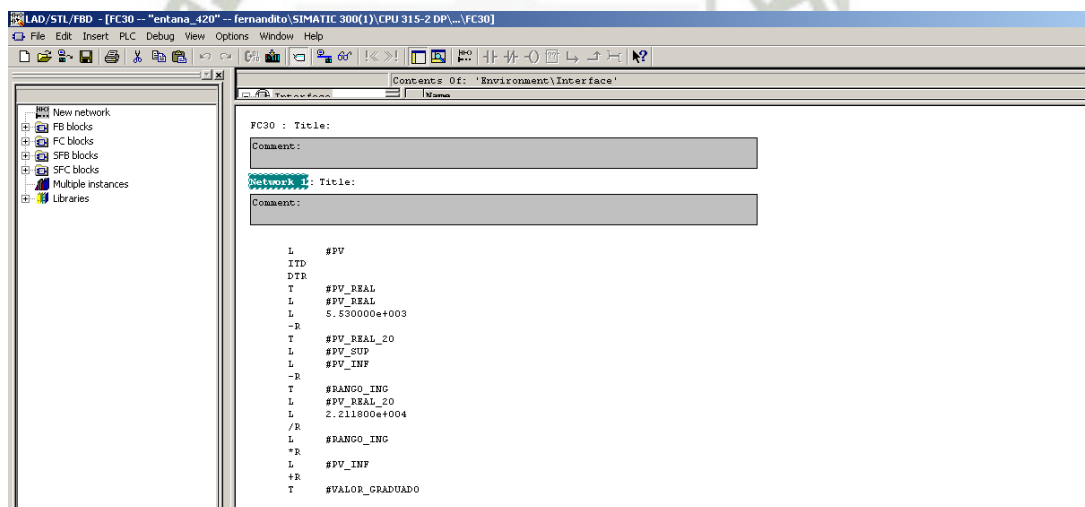 LAD/STL/FBD - [FC30 -- "entana_420" -- fernandito\SIMATIC 300(1)\CPU 315-2 DP\...\FC30]
File Edit Insert PLC Debug View Options Window Help
Contents Of: 'Environment\Interface'
Interface
Name
New network
FB blocks
FC blocks
SFB blocks
SFC blocks
Multiple instances
Libraries
FC30 : Title:
Comment:
Network 1: Title:
Comment:
L #PV
ITD
DTR
T #PV_REAL
L #PV_REAL
L 5.530000e+003
-R
T #PV_REAL_20
L #PV_SUP
L #PV_INF
-R
T #RANGO_ING
L #PV_REAL_20
L 2.211800e+004
/R
L #RANGO_ING
*R
L #PV_INF
+R
T #VALOR_GRADUADO